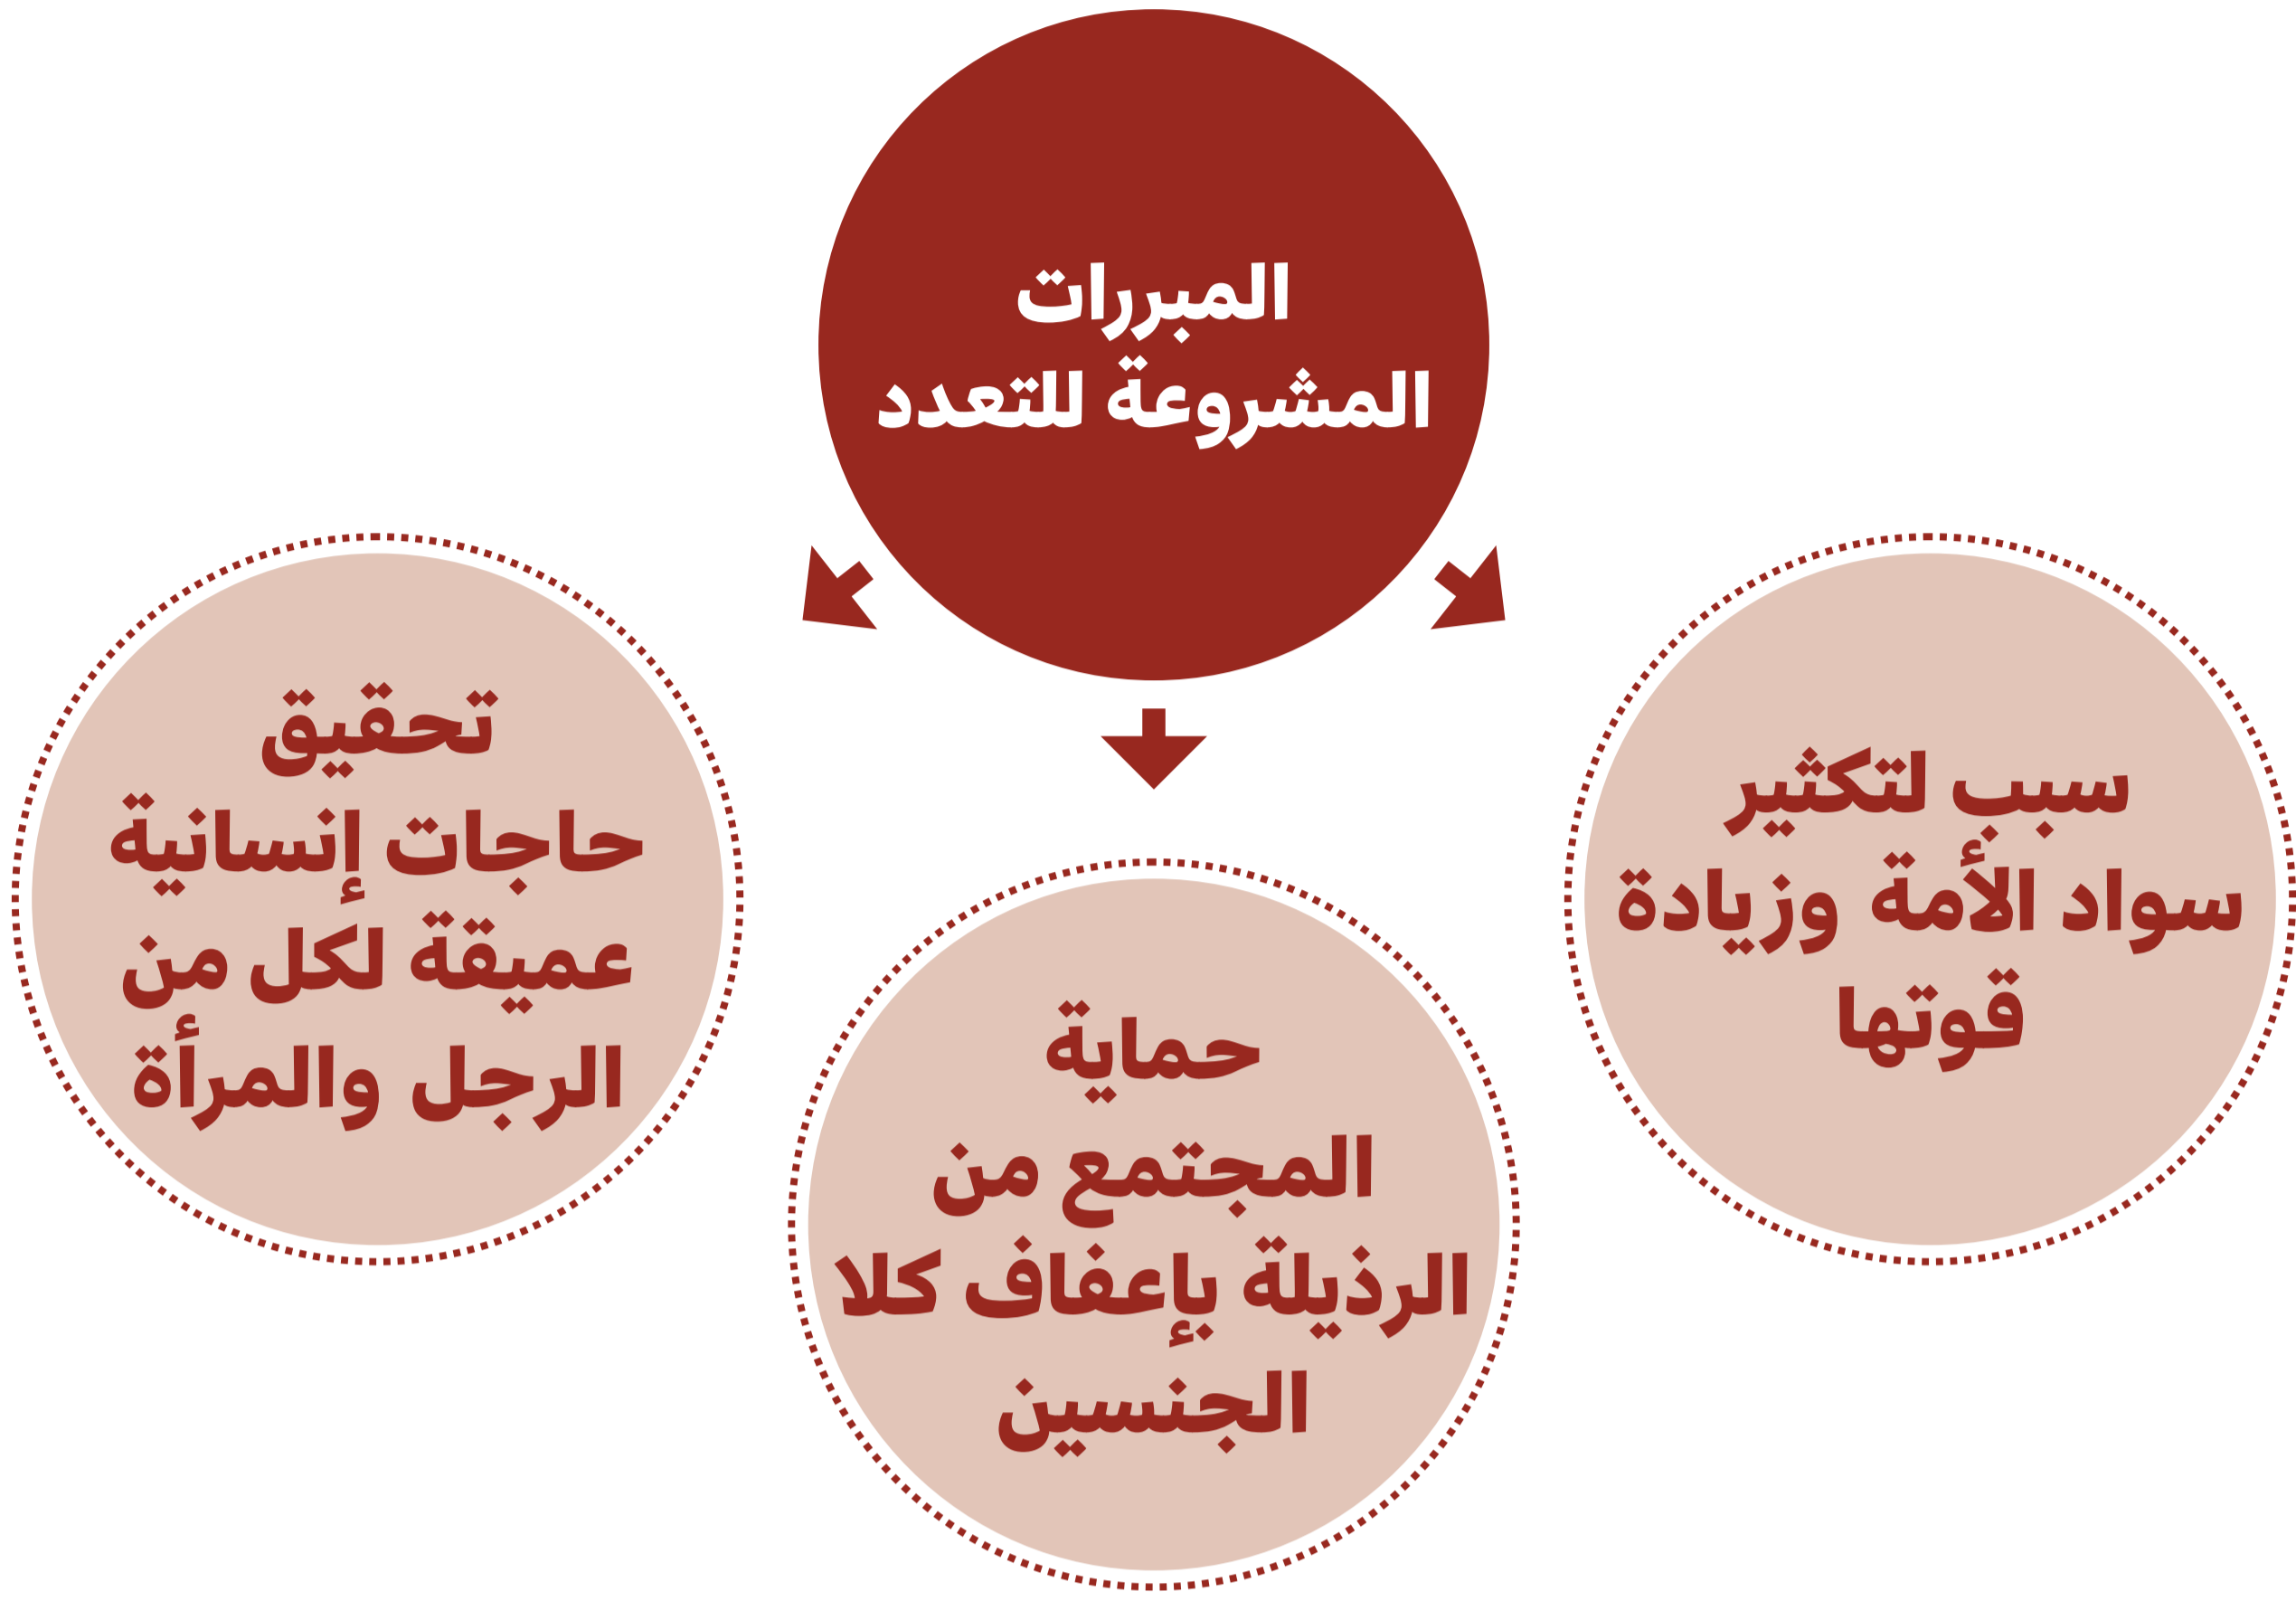 المبررات
المشروعة للتعدد
سبب لتكثير
سواد الأمة وزيادة
قوتها
حماية
المجتمع من
الرذيلة بإعفاف كلا
الجنسين
تحقيق
حاجات إنسانية
عميقة لكل من
الرجل والمرأة